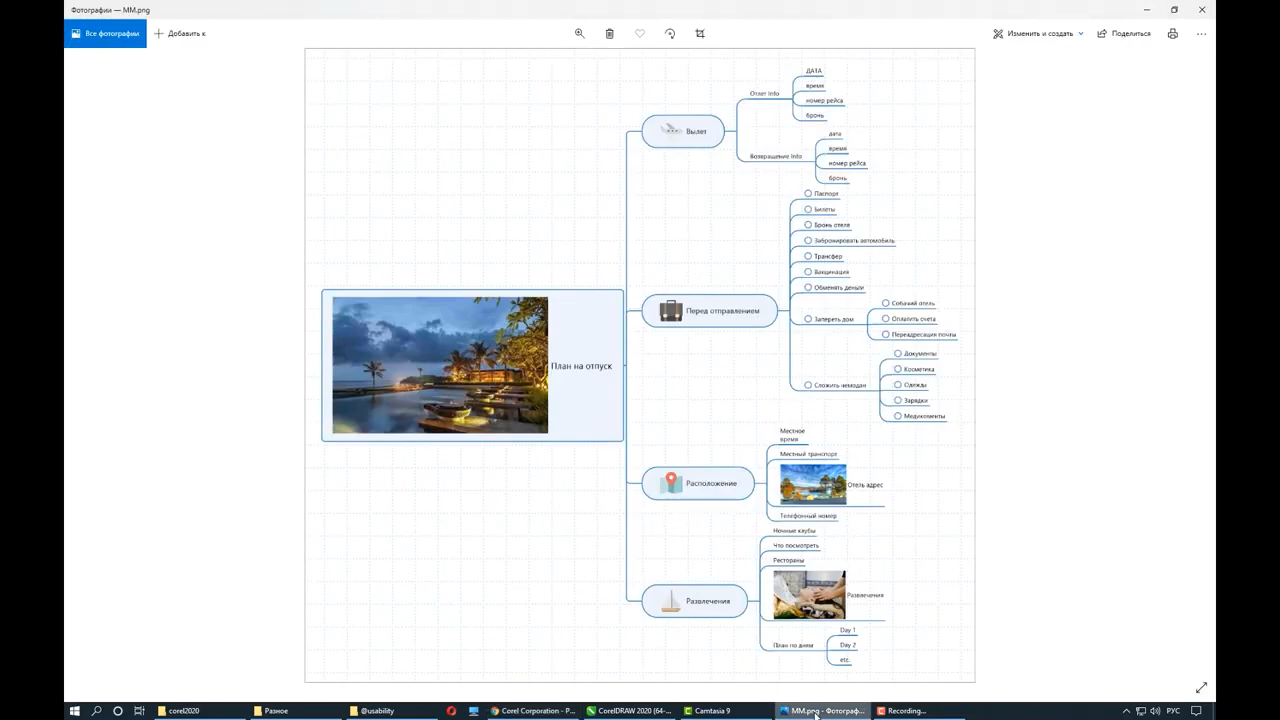 Фотографии — MM.png
Все фотографии
Добавить к
Изменить и создать
Поделиться
План на отпуск
Вылет
Отлет Info
ДАТА
время
номер рейса
бронь
Возвращение Info
дата
время
номер рейса
бронь
Перед отправлением
Паспорт
Билеты
Бронь отеля
Забронировать автомобиль
Трансфер
Вакцинация
Обменять деньги
Запереть дом
Собачий отель
Оплатить счета
Переадресация почты
Сложить чемодан
Документы
Косметика
Одежды
Зарядки
Медикоменты
Расположение
Местное
время
Местный транспорт
Отель адрес
Телефонный номер
Развлечения
Ночные клубы
Что посмотреть
Рестораны
Развлечения
План по дням
Day 1
Day 2
etc.
corel2020
Разное
@usability
Corel Corporation - P...
CorelDRAW 2020 (64-...
Camtasia 9
MM.png - Фотограф...
Recording...
РУС